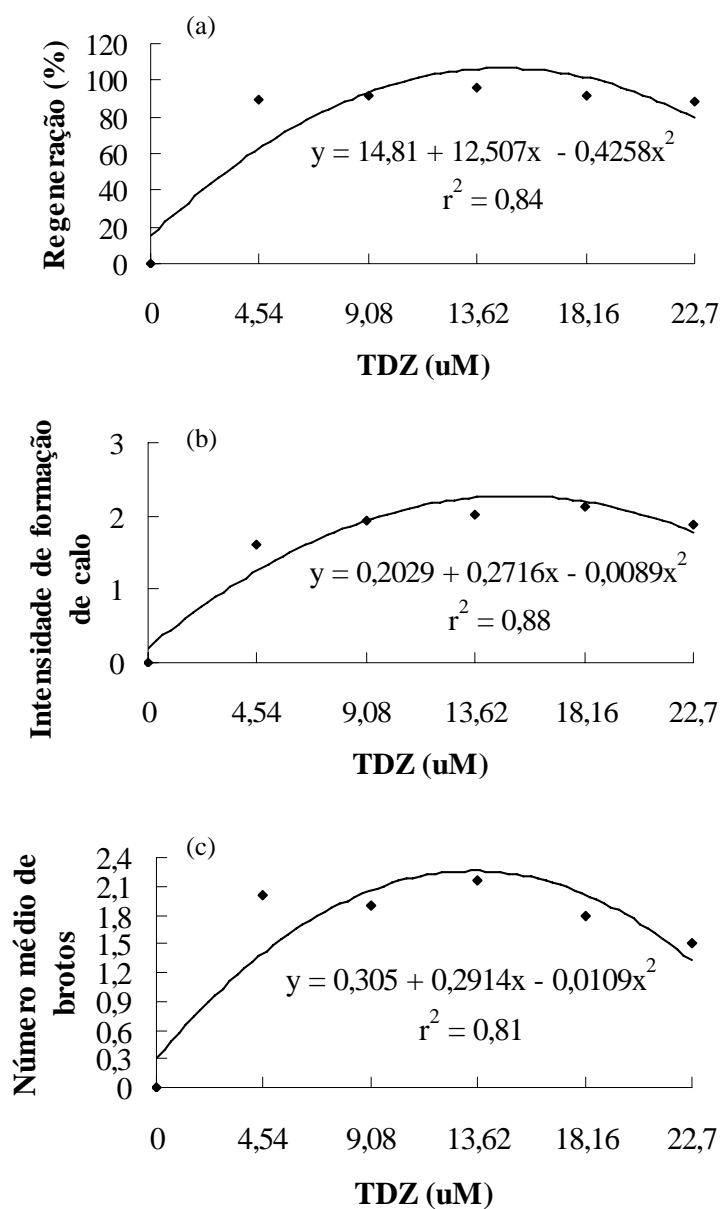 (a)
Regeneração (%)
120
100
80
60
40
20
0
y = 14,81 + 12,507x - 0,4258x²
r² = 0,84
0 4,54 9,08 13,62 18,16 22,7
TDZ (uM)
(b)
Intensidade de formação
de calo
3
2
1
0
y = 0,2029 + 0,2716x - 0,0089x²
r² = 0,88
0 4,54 9,08 13,62 18,16 22,7
TDZ (uM)
(c)
Número médio de
brotos
2,4
2,1
1,8
1,5
1,2
0,9
0,6
0,3
0
y = 0,305 + 0,2914x - 0,0109x²
r² = 0,81
0 4,54 9,08 13,62 18,16 22,7
TDZ (uM)